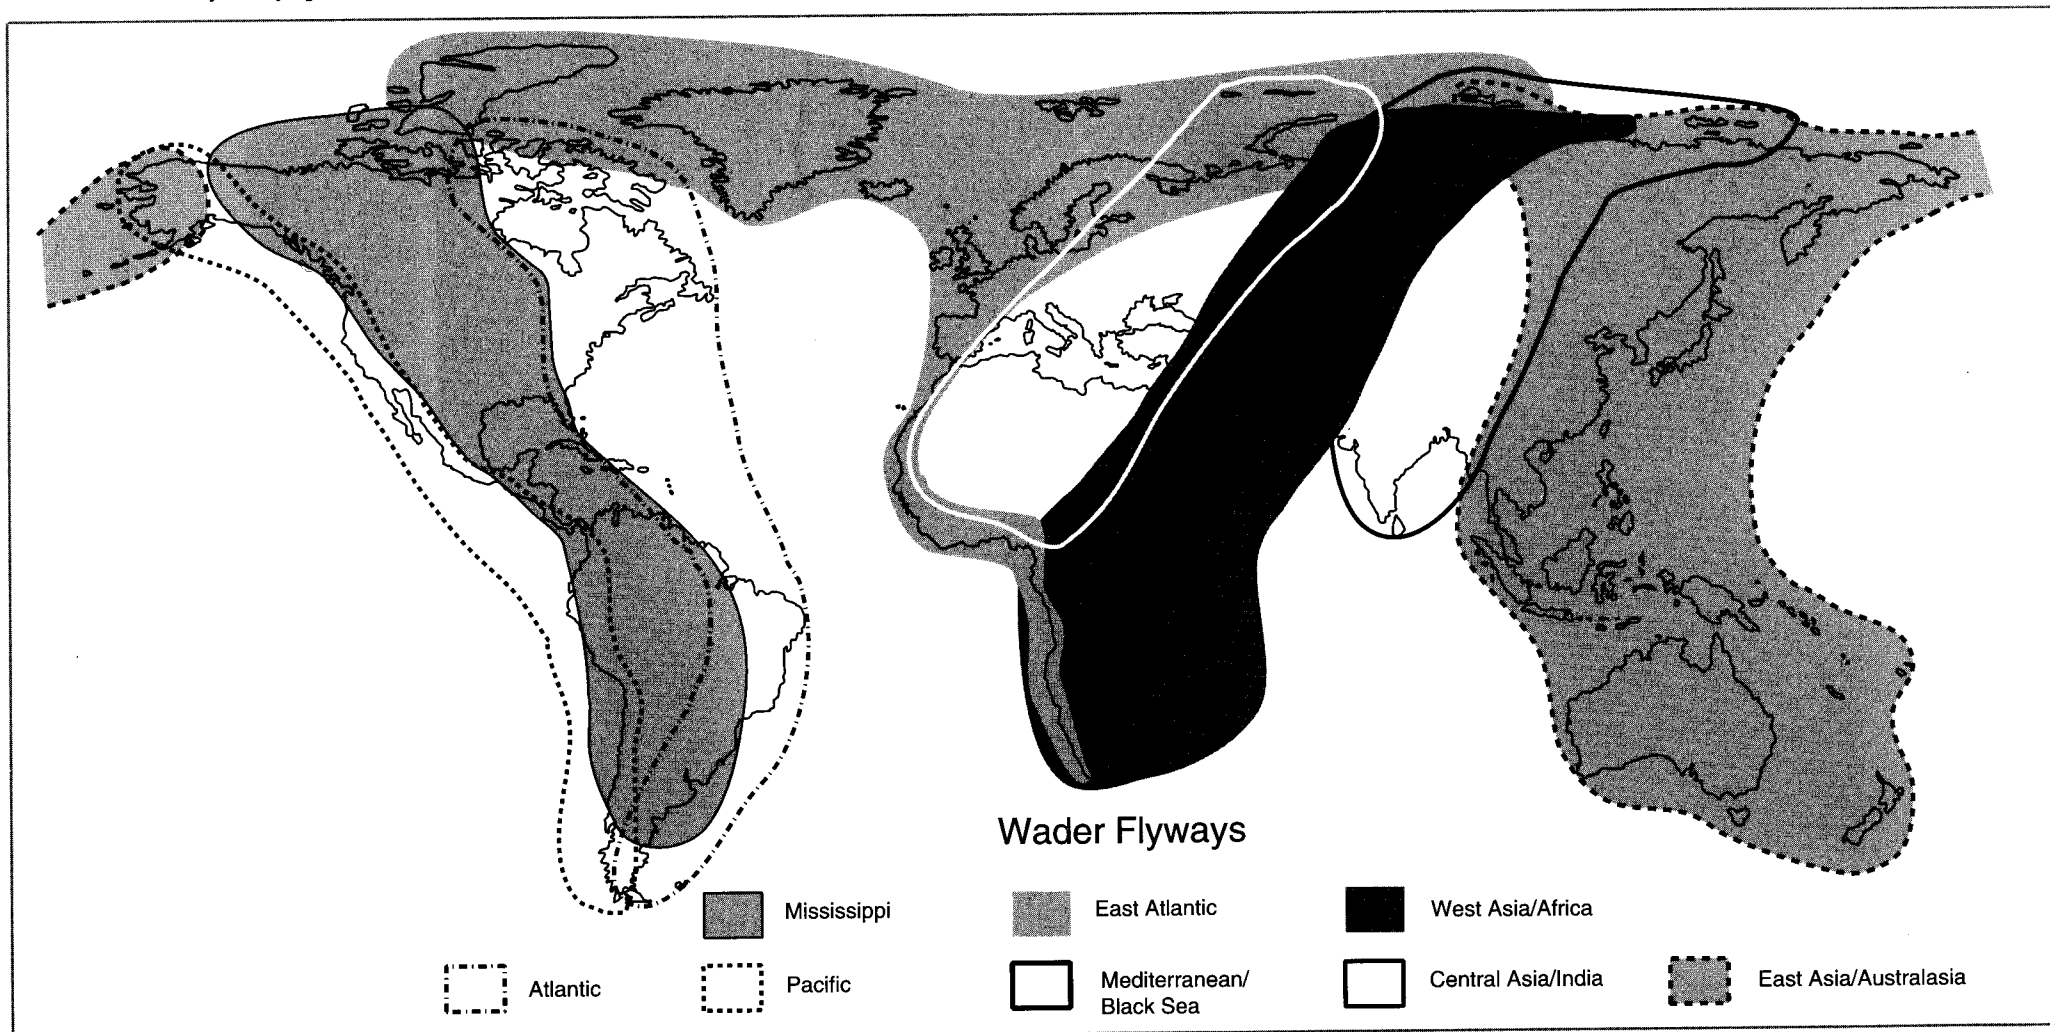 Wader Flyways
Mississippi
East Atlantic
West Asia/Africa
Atlantic
Pacific
Mediterranean/
Black Sea
Central Asia/India
East Asia/Australasia